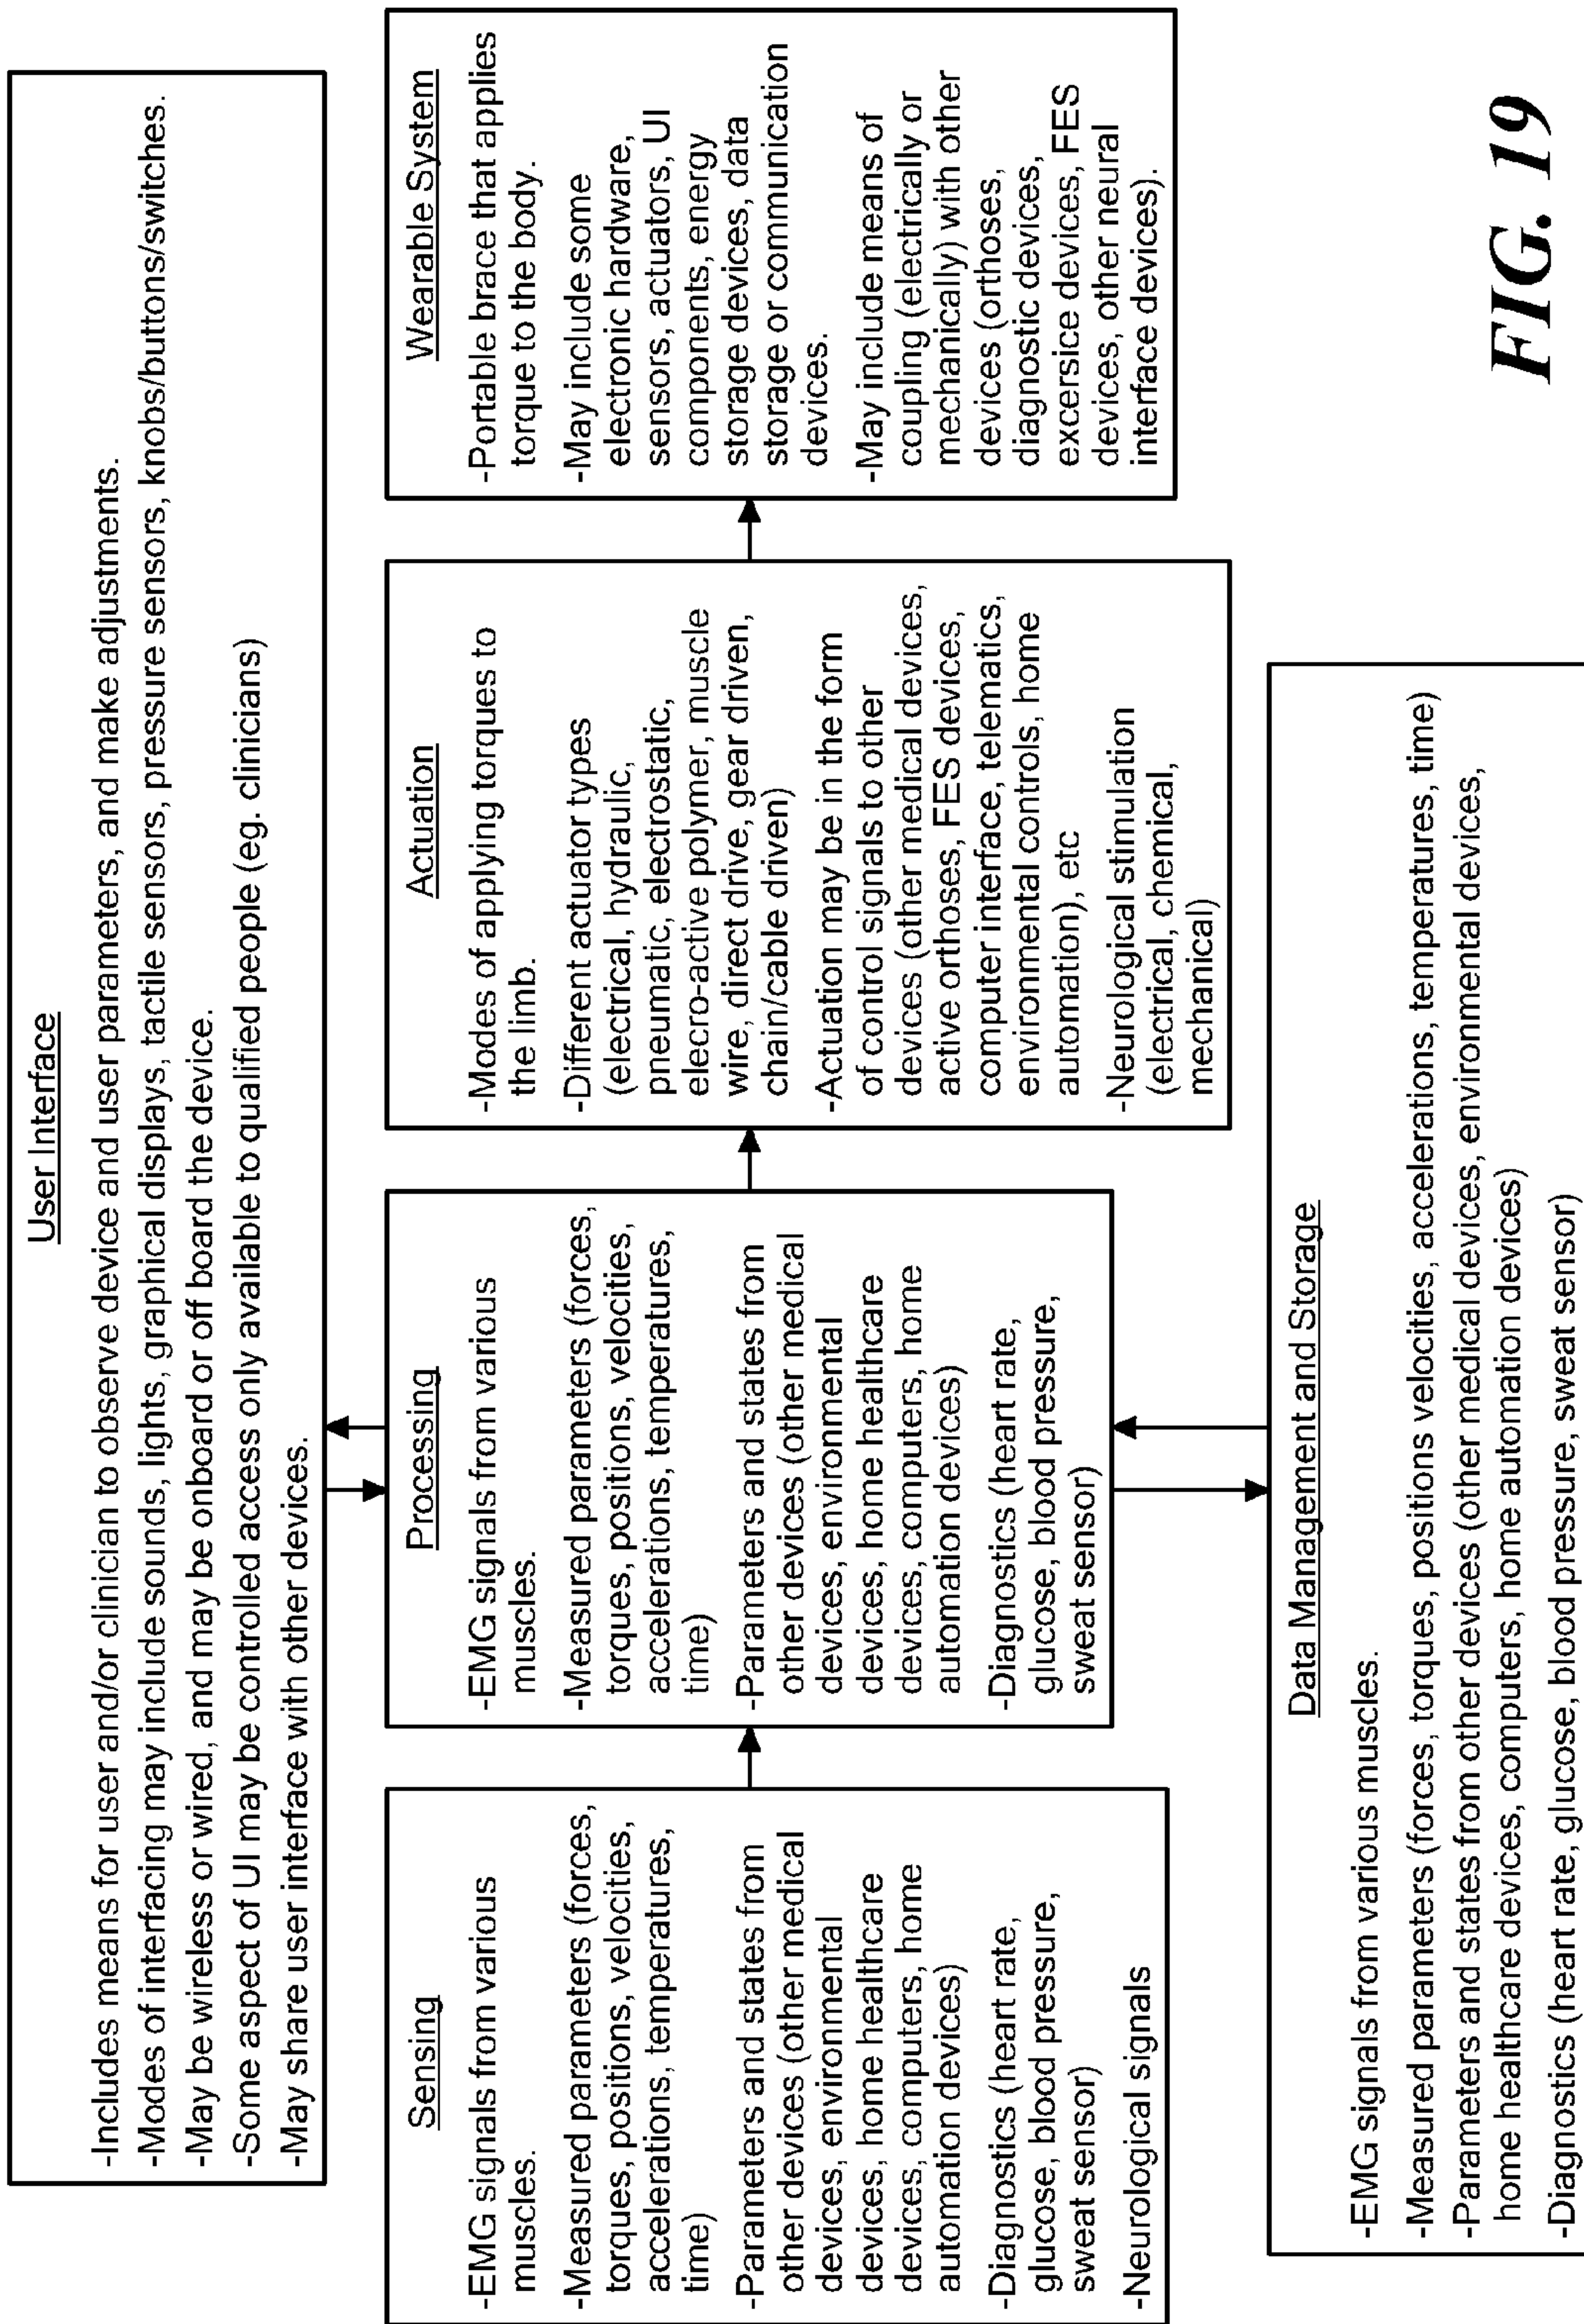 User Interface
-Includes means for user and/or clinician to observe device and user parameters, and make adjustments.
-Modes of interfacing may include sounds, lights, graphical displays, tactile sensors, pressure sensors, knobs/buttons/switches.
-May be wireless or wired, and may be onboard or off board the device.
-Some aspect of UI may be controlled access only available to qualified people (eg. clinicians)
-May share user interface with other devices.
Sensing
-EMG signals from various
muscles.
-Measured parameters (forces,
torques, positions, velocities,
accelerations, temperatures,
time)
-Parameters and states from
other devices (other medical
devices, environmental
devices, home healthcare
devices, computers, home
automation devices)
-Diagnostics (heart rate,
glucose, blood pressure,
sweat sensor)
-Neurological signals
Processing
-EMG signals from various
muscles.
-Measured parameters (forces,
torques, positions, velocities,
accelerations, temperatures,
time)
-Parameters and states from
other devices (other medical
devices, environmental
devices, home healthcare
devices, computers, home
automation devices)
-Diagnostics (heart rate,
glucose, blood pressure,
sweat sensor)
Actuation
-Modes of applying torques to
the limb.
-Different actuator types
(electrical, hydraulic,
pneumatic, electrostatic,
elecro-active polymer, muscle
wire, direct drive, gear driven,
chain/cable driven)
-Actuation may be in the form
of control signals to other
devices (other medical devices,
active orthoses, FES devices,
computer interface, telematics,
environmental controls, home
automation), etc
-Neurological stimulation
(electrical, chemical,
mechanical)
Wearable System
-Portable brace that applies
torque to the body.
-May include some
electronic hardware,
sensors, actuators, UI
components, energy
storage devices, data
storage or communication
devices.
-May include means of
coupling (electrically or
mechanically) with other
devices (orthoses,
diagnostic devices,
excersice devices, FES
devices, other neural
interface devices).
Data Management and Storage
-EMG signals from various muscles.
-Measured parameters (forces, torques, positions velocities, accelerations, temperatures, time)
-Parameters and states from other devices (other medical devices, environmental devices,
home healthcare devices, computers, home automation devices)
-Diagnostics (heart rate, glucose, blood pressure, sweat sensor)
FIG. 19